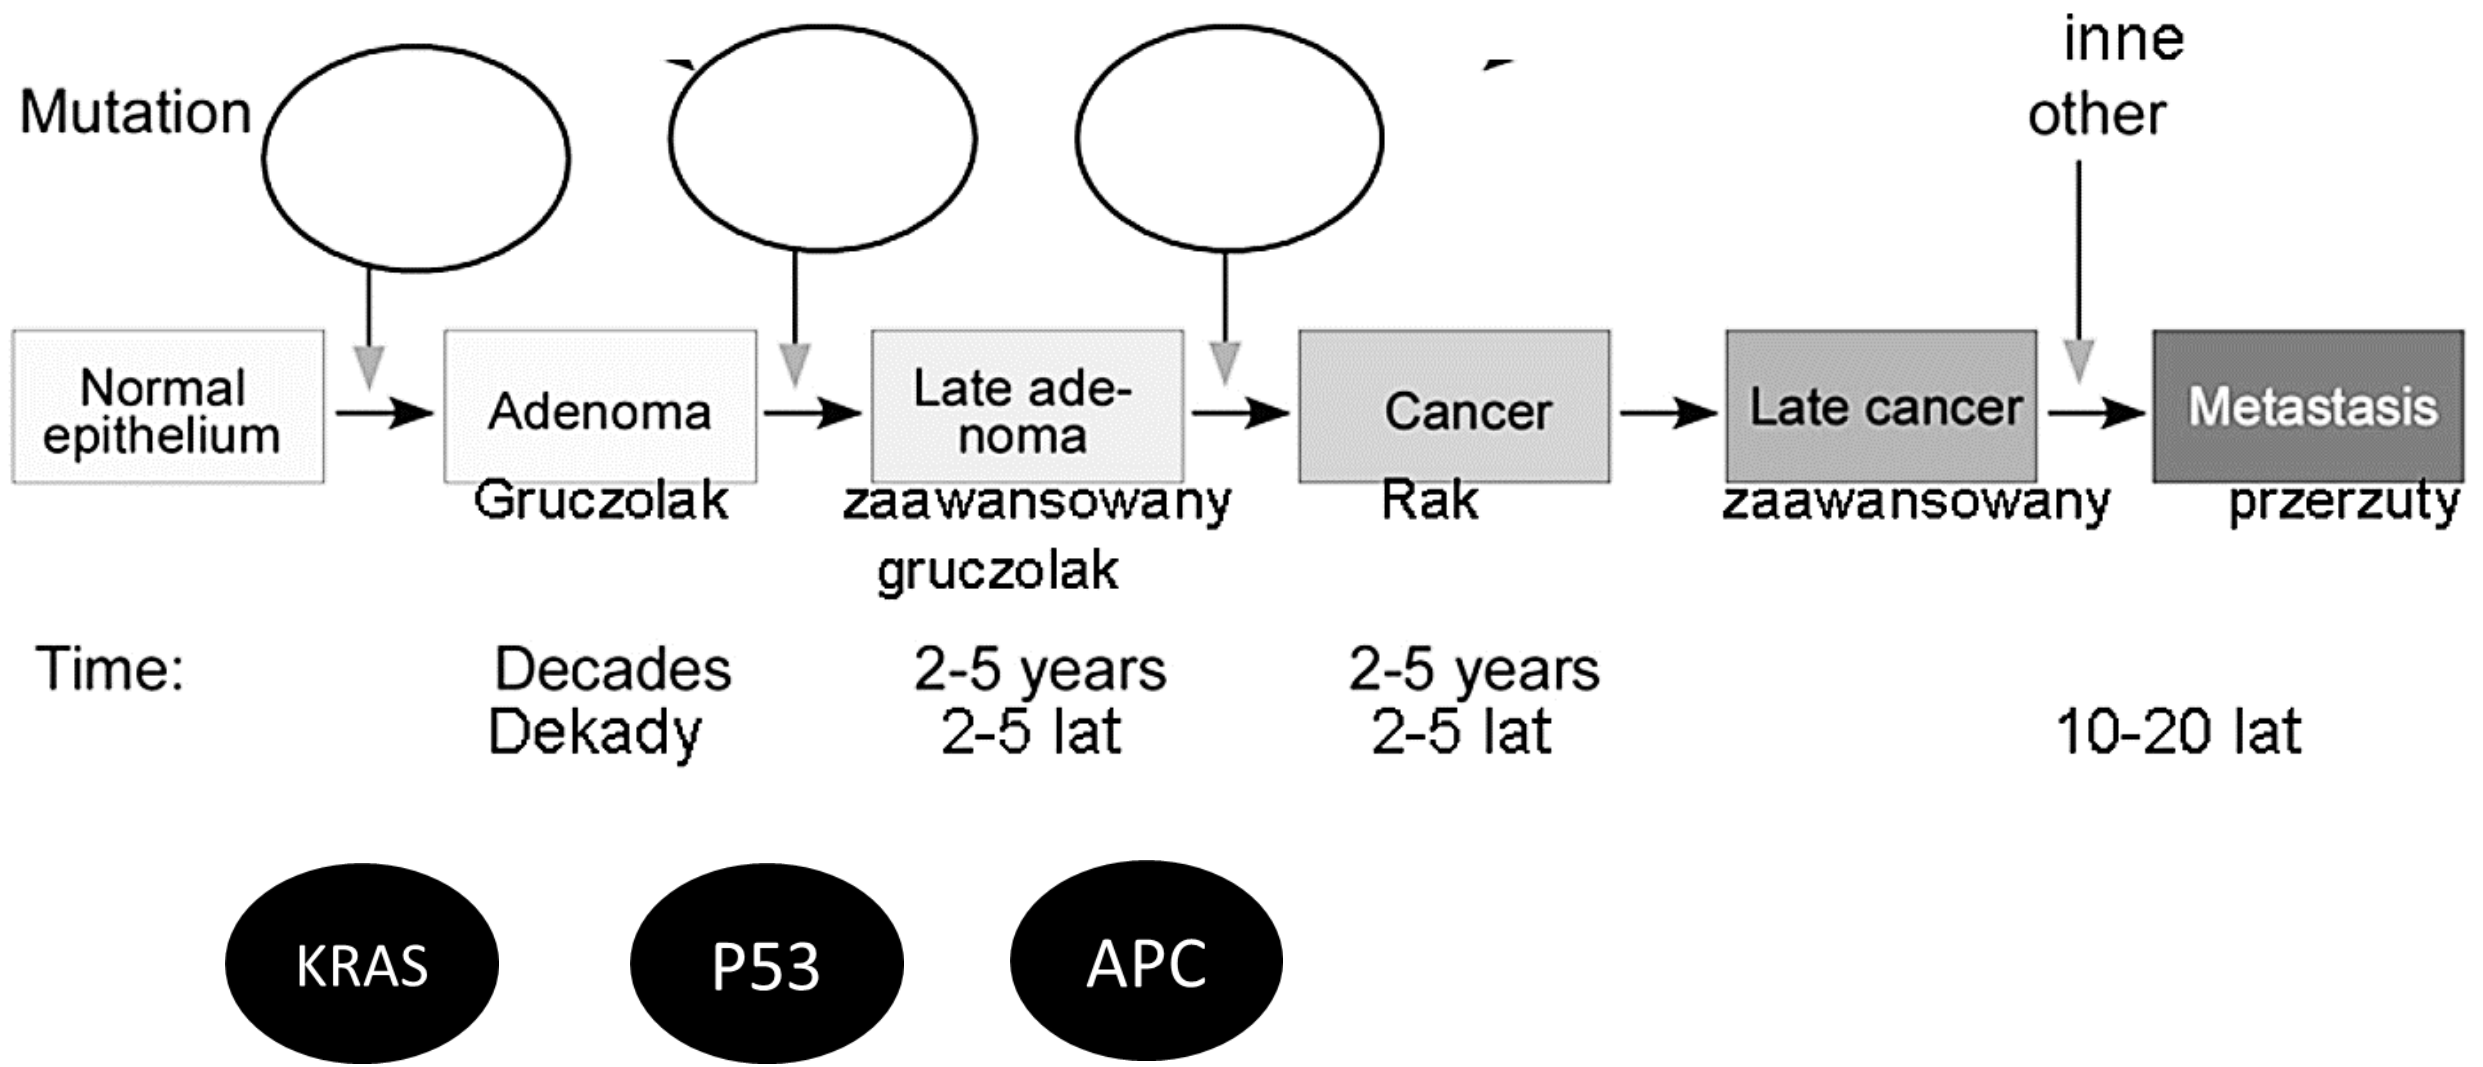 inne
Mutation
other
Normal
epithelium
Adenoma
Gruczolak
Late ade-
noma
zaawansowany
gruczolak
Cancer
Rak
Late cancer
zaawansowany
Metastasis
przerzuty
Time:
Decades
2-5 years
2-5 years
Dekady
2-5 lat
2-5 lat
10-20 lat
KRAS
P53
APC